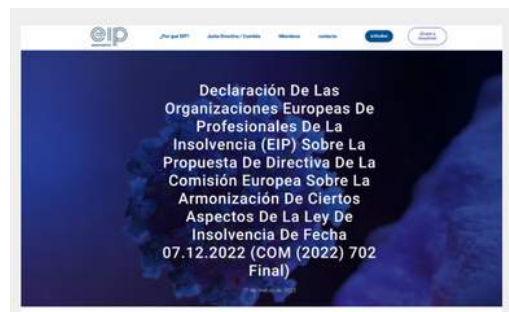 eip
¿Por qué EIP?
Junta Directiva / Comités
Miembros
contacto
Declaración De Las
Organizaciones Europeas De
Profesionales De La
Insolvencia (EIP) Sobre La
Propuesta De Directiva De La
Comisión Europea Sobre La
Armonización De Ciertos
Aspectos De La Ley De
Insolvencia De Fecha
07.12.2022 (COM (2022) 702
Final)